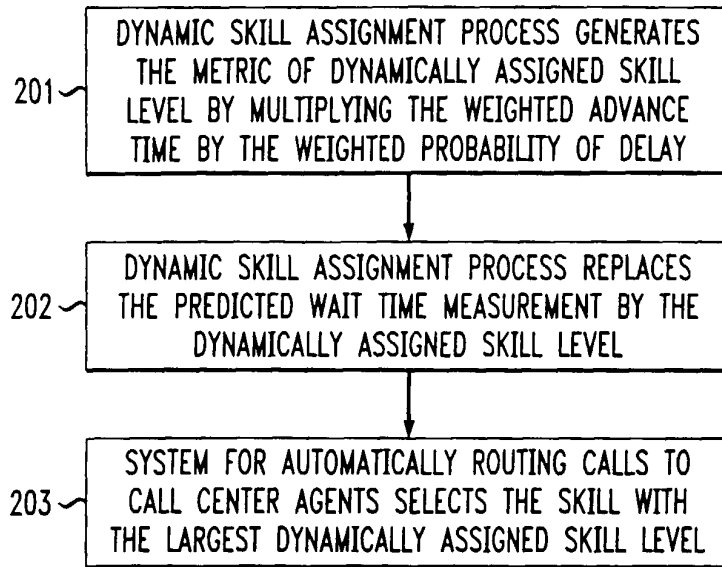 DYNAMIC SKILL ASSIGNMENT PROCESS GENERATES
THE METRIC OF DYNAMICALLY ASSIGNED SKILL
201
LEVEL BY MULTIPLYING THE WEIGHTED ADVANCE
TIME BY THE WEIGHTED PROBABILITY OF DELAY
DYNAMIC SKILL ASSIGNMENT PROCESS REPLACES
202
THE PREDICTED WAIT TIME MEASUREMENT BY THE
DYNAMICALLY ASSIGNED SKILL LEVEL
SYSTEM FOR AUTOMATICALLY ROUTING CALLS TO
203
CALL CENTER AGENTS SELECTS THE SKILL WITH
THE LARGEST DYNAMICALLY ASSIGNED SKILL LEVEL